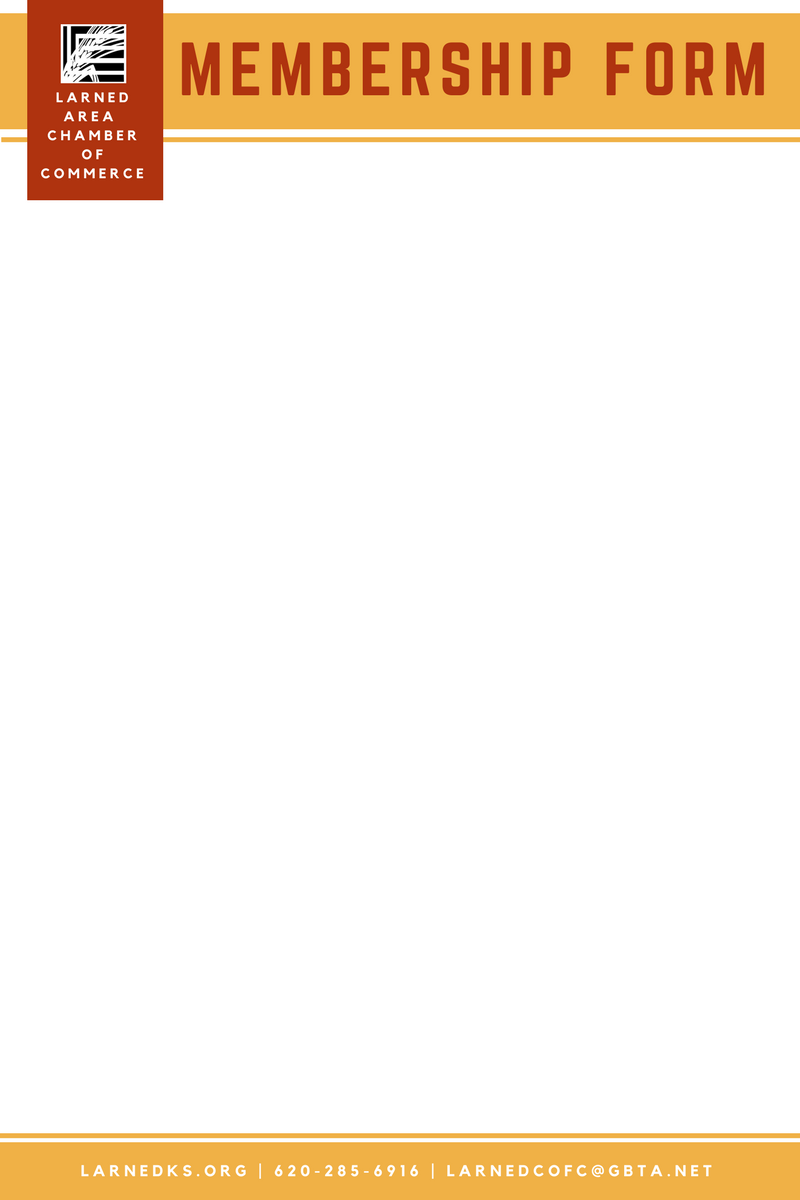 LARNED
AREA
CHAMBER
OF
COMMERCE
MEMBERSHIP FORM
LARNEDKS.ORG | 620-285-6916 | LARNEDCOFC@GBTA.NET